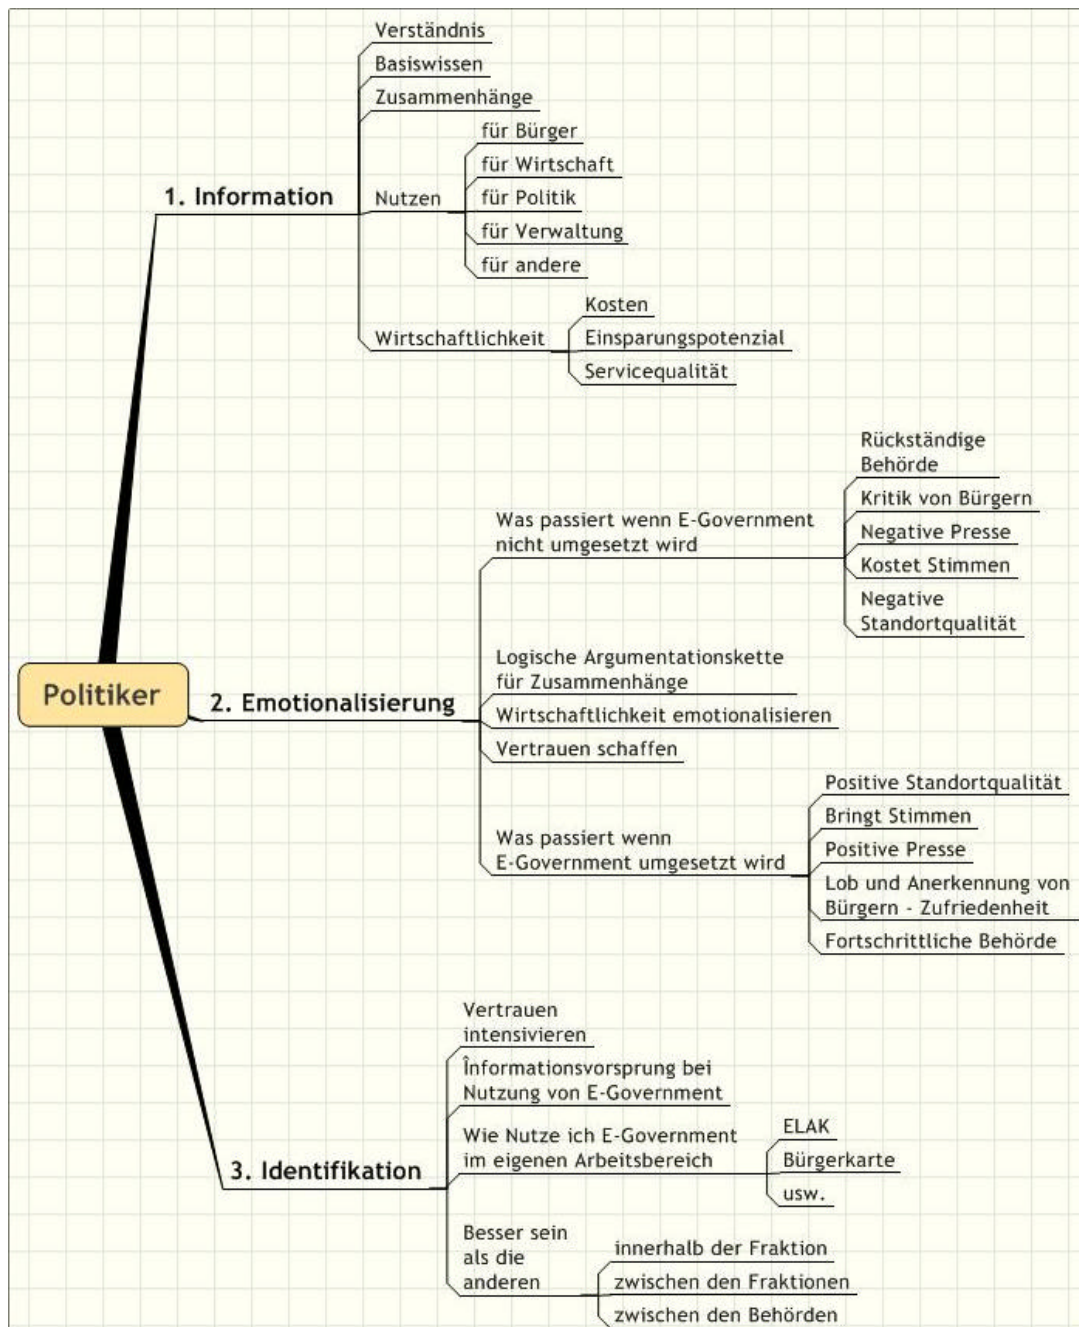 Politiker
1. Information
Verständnis
Basiswissen
Zusammenhänge
Nutzen
für Bürger
für Wirtschaft
für Politik
für Verwaltung
für andere
Wirtschaftlichkeit
Kosten
Einsparungspotenzial
Servicequalität
2. Emotionalisierung
Was passiert wenn E-Government
nicht umgesetzt wird
Rückständige
Behörde
Kritik von Bürgern
Negative Presse
Kostet Stimmen
Negative
Standortqualität
Logische Argumentationskette
für Zusammenhänge
Wirtschaftlichkeit emotionalisieren
Vertrauen schaffen
Was passiert wenn
E-Government umgesetzt wird
Positive Standortqualität
Bringt Stimmen
Positive Presse
Lob und Anerkennung von
Bürgern - Zufriedenheit
Fortschrittliche Behörde
3. Identifikation
Vertrauen
intensivieren
Înformationsvorsprung bei
Nutzung von E-Government
Wie Nutze ich E-Government
im eigenen Arbeitsbereich
ELAK
Bürgerkarte
usw.
Besser sein
als die
anderen
innerhalb der Fraktion
zwischen den Fraktionen
zwischen den Behörden